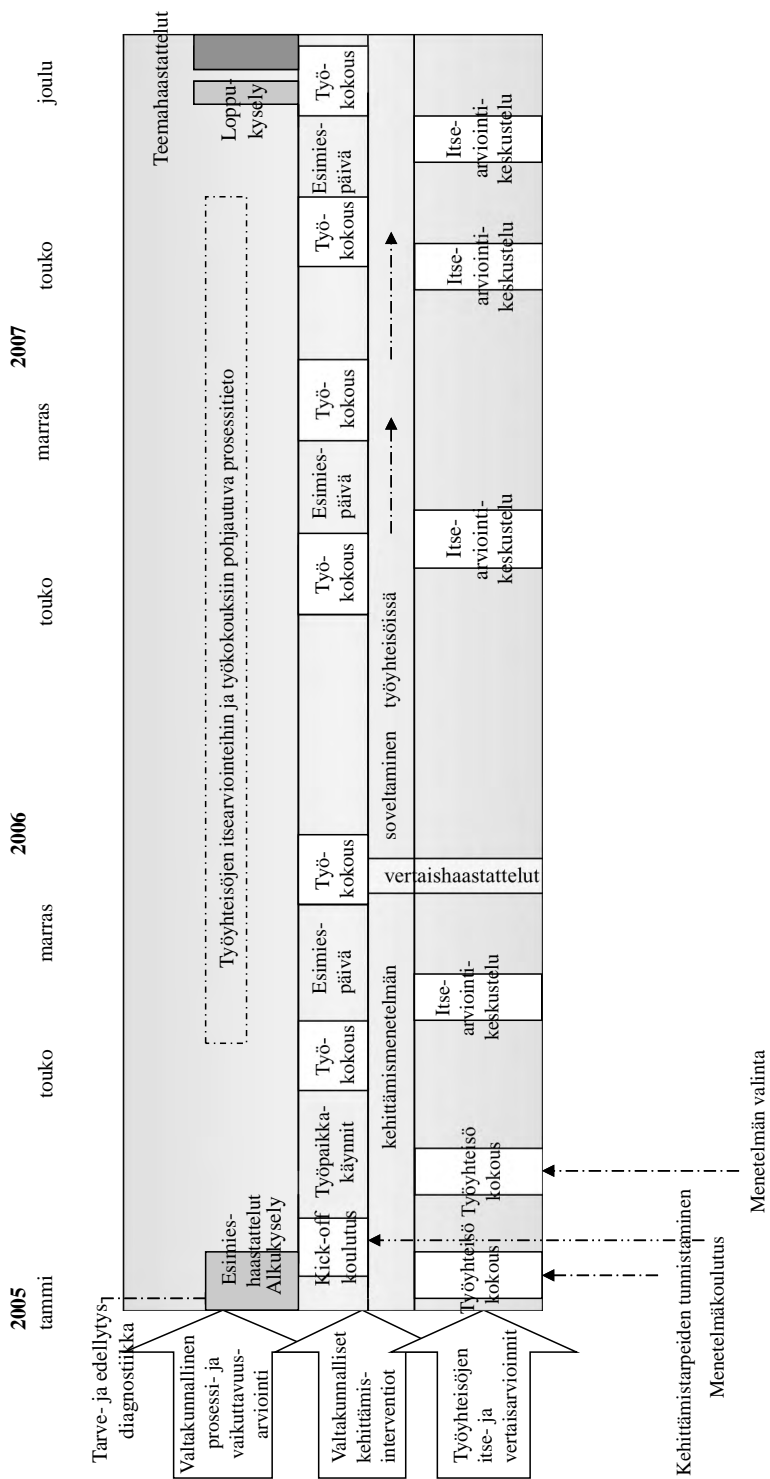 2005
2006
2007
tammi
touko
marras
touko
marras
touko
joulu
Tarve- ja edellytys
diagnostiikka
Valtakunnallinen
prosessi- ja
vaikuttavuus-
arviointi
Esimies-
haastattelut
Alkukysely
Työyhteisöjen itsearviointeihin ja työkokouksiin pohjautuva prosessitieto
Loppu-
kysely
Teemahaastattelut
Valtakunnalliset
kehittämis-
interventiot
Kick-off
koulutus
Työpaikka-
käynnit
Työ-
kokous
Esimies-
päivä
Työ-
kokous
Työ-
kokous
Esimies-
päivä
Työ-
kokous
Työ-
kokous
Esimies-
päivä
Työ-
kokous
kehittämismenetelmän
soveltaminen
työyhteisöissä
vertaishaastattelut
Työyhteisöjen
itse- ja
vertaisarvioinnit
Työyhteisö
kokous
Työyhteisö
kokous
Itse-
arviointi-
keskustelu
Itse-
arviointi-
keskustelu
Itse-
arviointi-
keskustelu
Itse-
arviointi-
keskustelu
Kehittämistarpeiden tunnistaminen
Menetelmäkoulutus
Menetelmän valinta